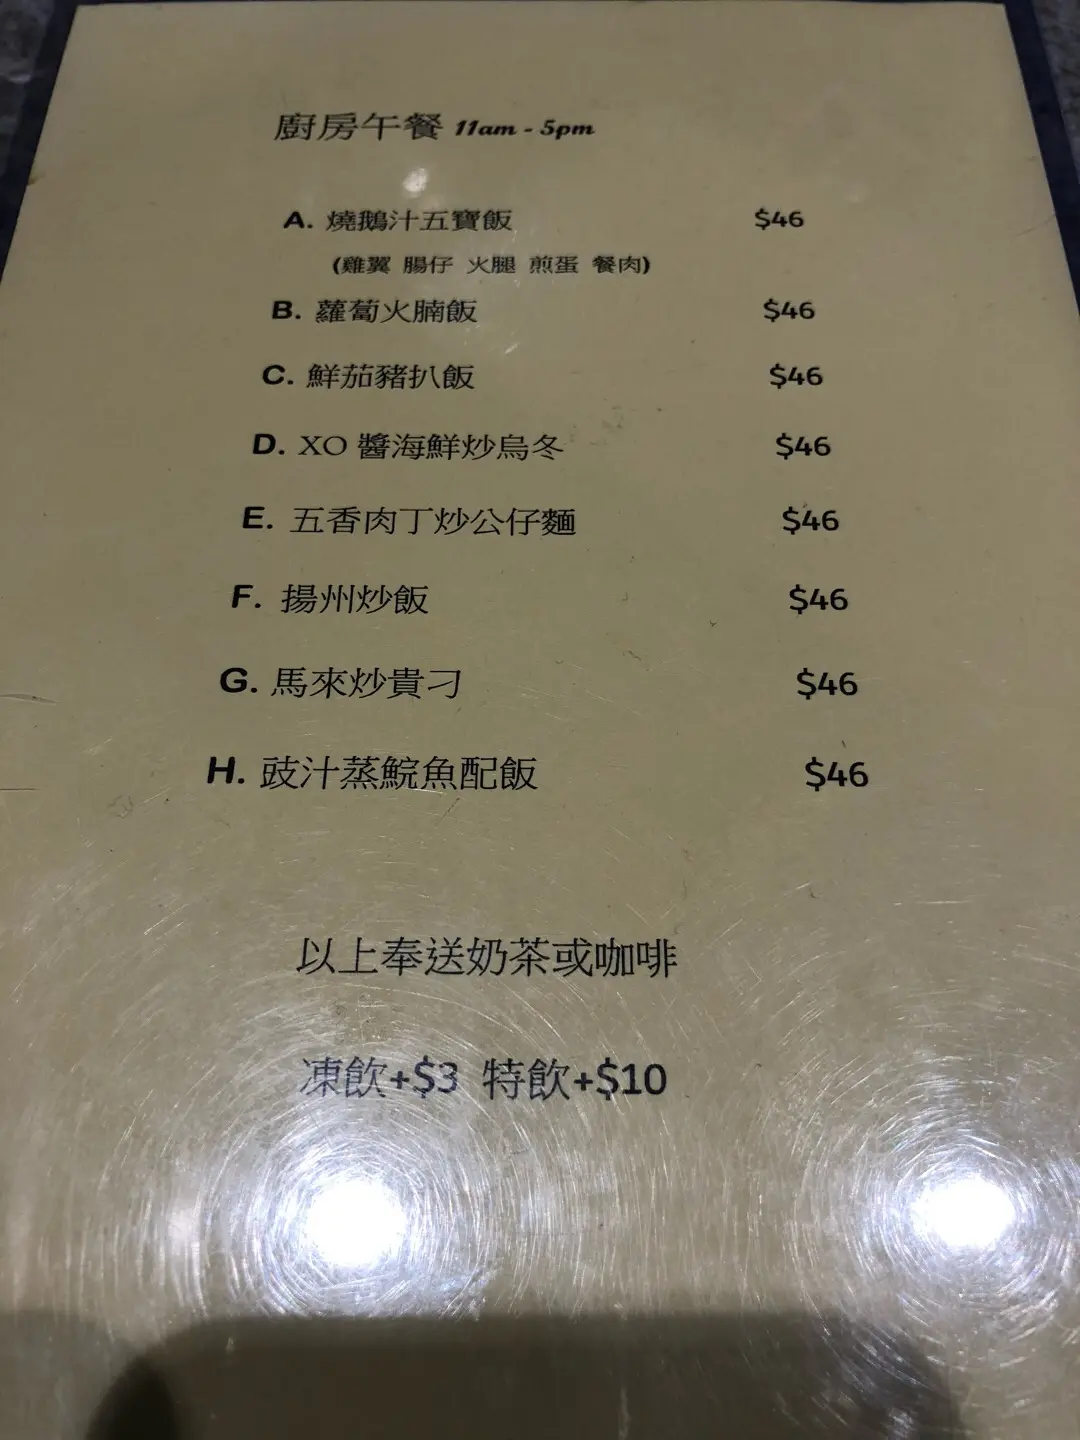 廚房午餐 11am - 5pm
A. 燒鵝汁五寶飯 $46
(雞翼 腸仔 火腿 煎蛋 餐肉)
B. 蘿蔔火腩飯 $46
C. 鮮茄豬扒飯 $46
D. XO 醬海鮮炒烏冬 $46
E. 五香肉丁炒公仔麵 $46
F. 揚州炒飯 $46
G. 馬來炒貴刁 $46
H. 豉汁蒸鯇魚配飯 $46
以上奉送奶茶或咖啡
凍飲+$3 特飲+$10